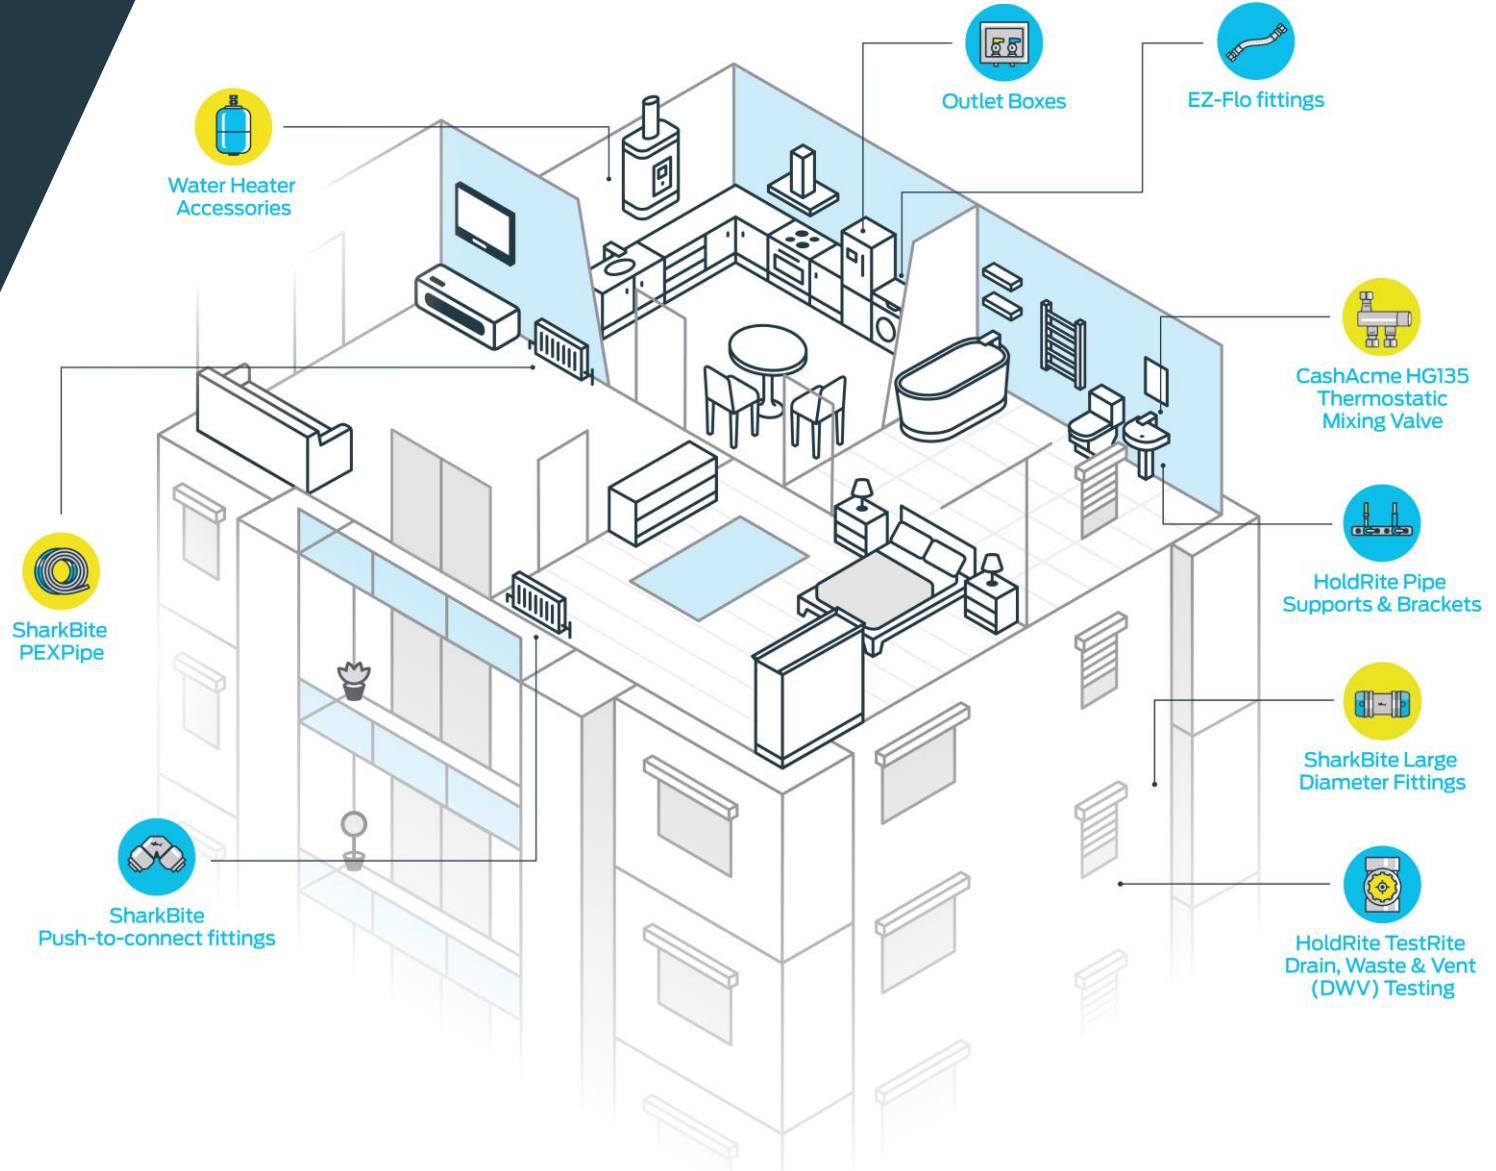 Outlet Boxes
EZ-Flo fittings
Water Heater
Accessories
CashAcme HG135
Thermostatic
Mixing Valve
HoldRite Pipe
Supports & Brackets
SharkBite
PEXPipe
SharkBite Large
Diameter Fittings
SharkBite
Push-to-connect fittings
HoldRite TestRite
Drain, Waste & Vent
(DWV) Testing